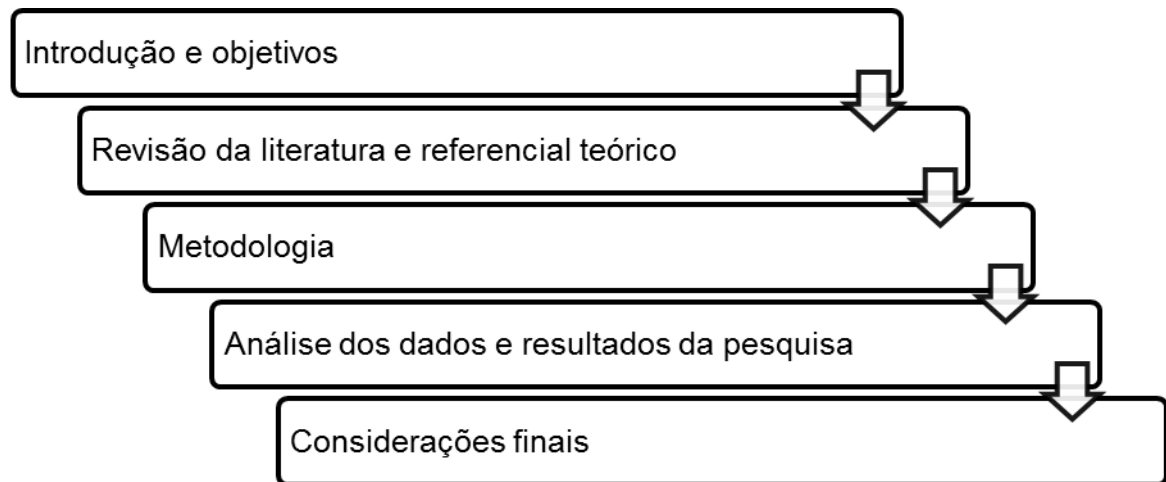 Introdução e objetivos
Revisão da literatura e referencial teórico
Metodologia
Análise dos dados e resultados da pesquisa
Considerações finais